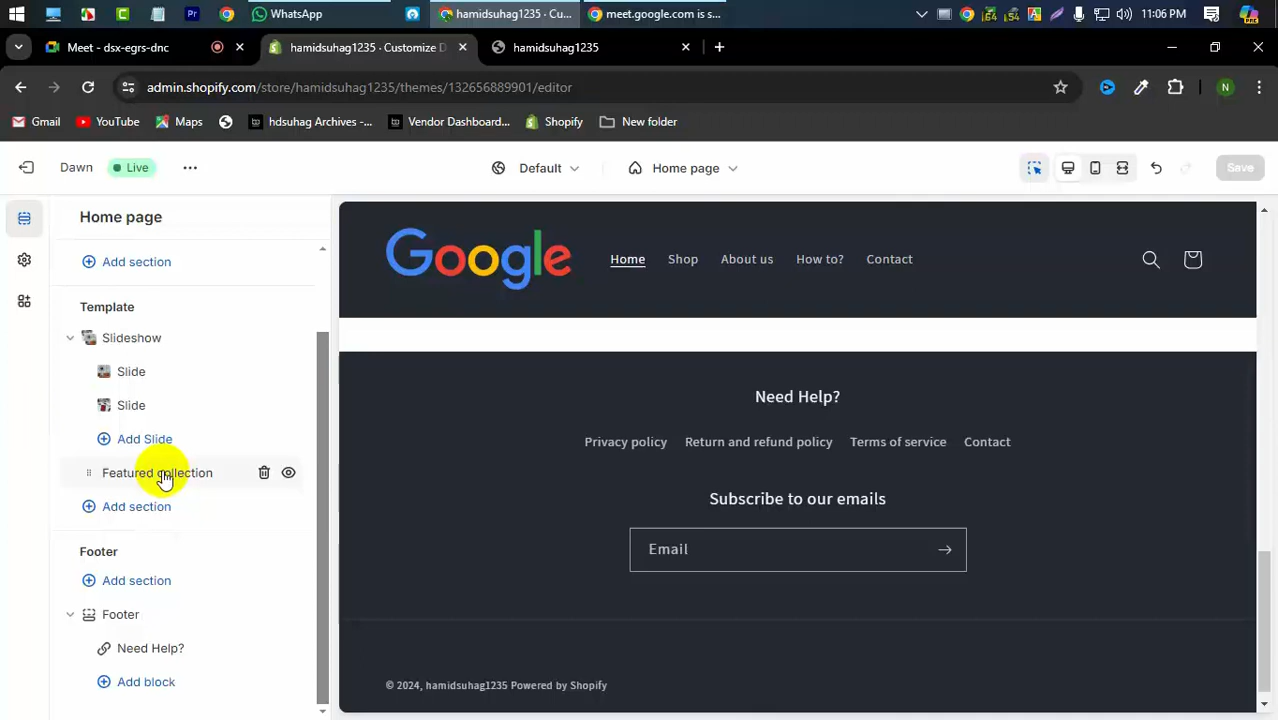 WhatsApp
hamidsuhag1235 · Cu...
meet.google.com is s...
11:06 PM
Meet - dsx-egrs-dnc
hamidsuhag1235 · Customize D
hamidsuhag1235
admin.shopify.com/store/hamidsuhag1235/themes/132656889901/editor
N
Gmail
YouTube
Maps
hdsuhag Archives -...
Vendor Dashboard...
Shopify
New folder
Dawn
Live
Default
Home page
Save
Home page
Add section
Template
Slideshow
Slide
Slide
Add Slide
Featured collection
Add section
Footer
Add section
Footer
Need Help?
Add block
Google
Home
Shop
About us
How to?
Contact
Need Help?
Privacy policy
Return and refund policy
Terms of service
Contact
Subscribe to our emails
Email
© 2024, hamidsuhag1235 Powered by Shopify